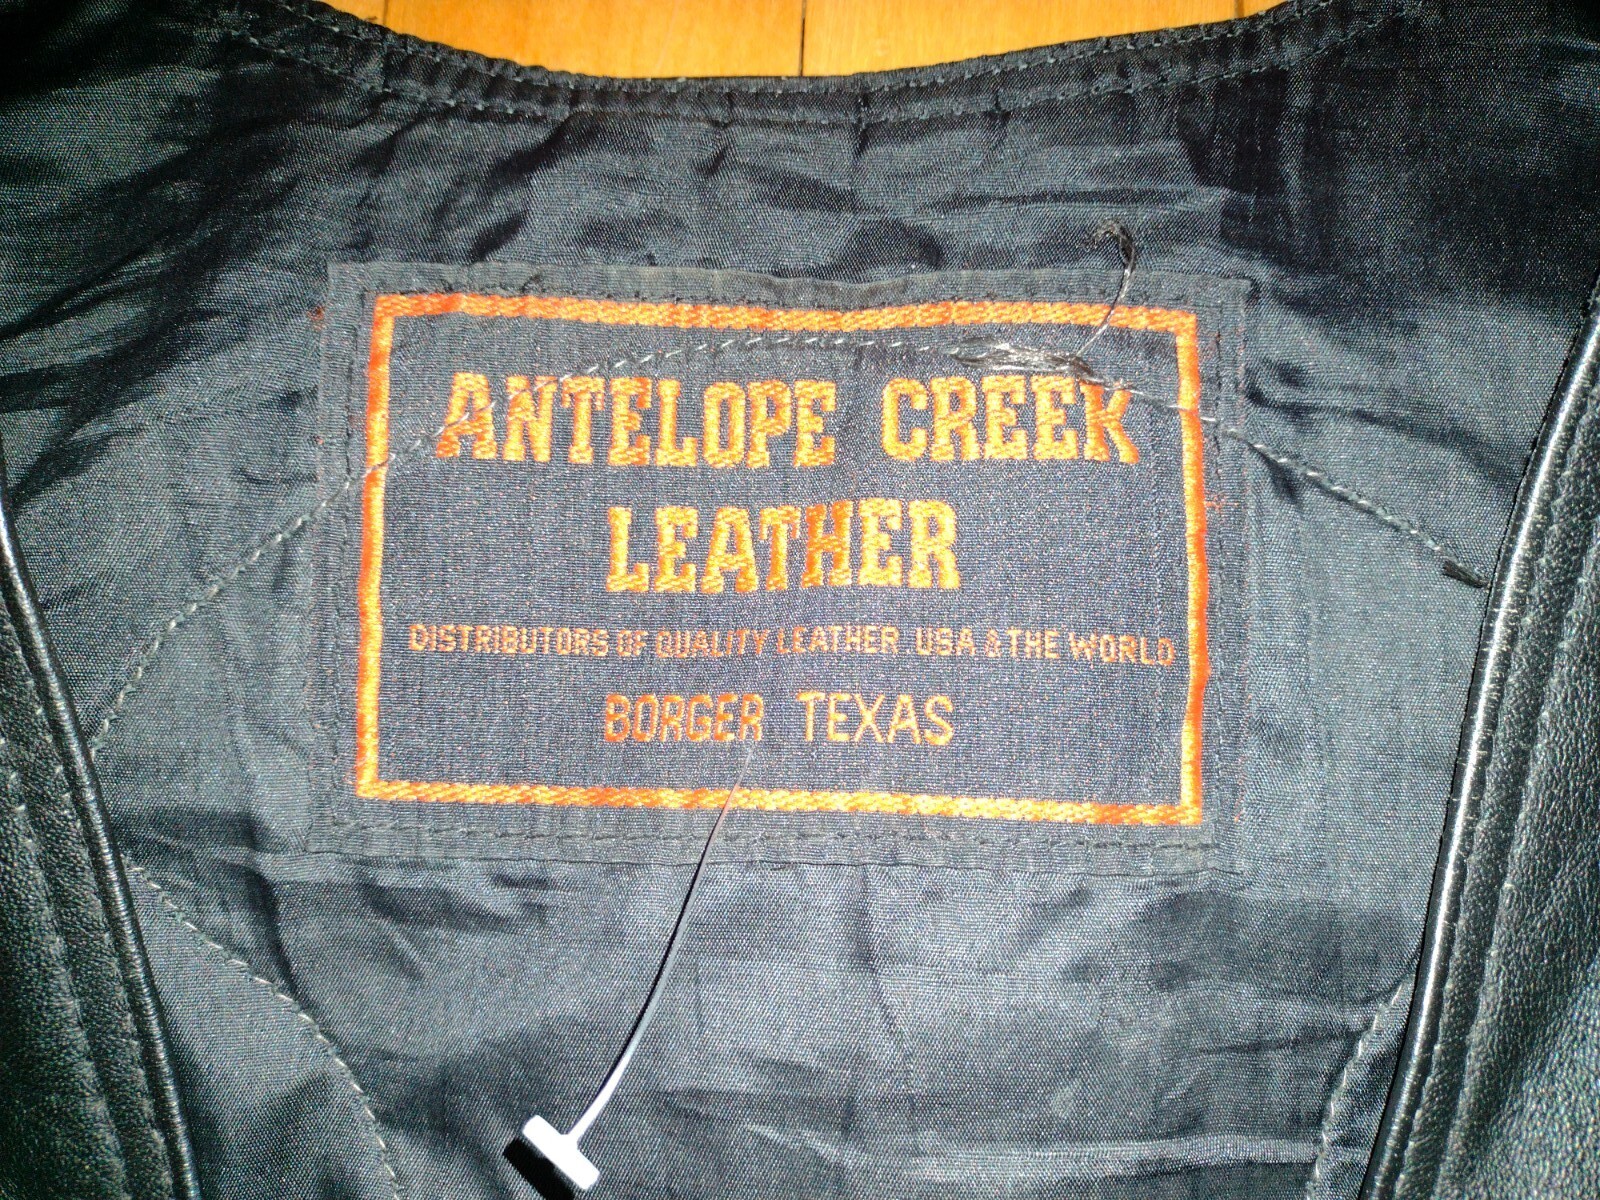 ANTELOPE CREEK
LEATHER
DISTRIBUTORS OF QUALITY LEATHER USA & THE WORLD
BORGER TEXAS